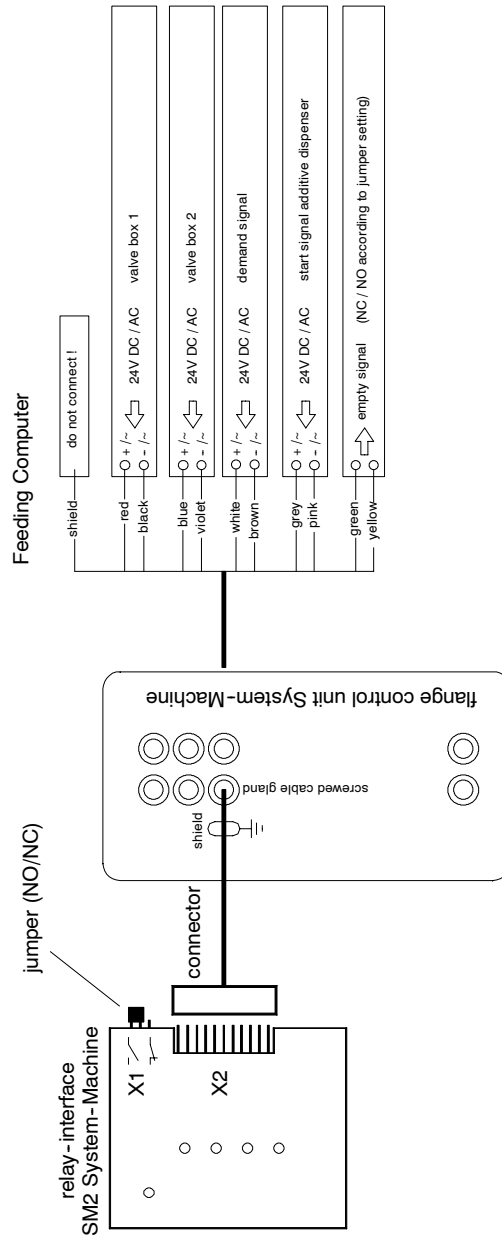 Feeding Computer
shield
do not connect !
red
black
+ /~
- /~
24V DC / AC valve box 1
blue
violet
+ /~
- /~
24V DC / AC valve box 2
white
brown
+ /~
- /~
24V DC / AC demand signal
grey
pink
+ /~
- /~
24V DC / AC start signal additive dispenser
green
yellow
empty signal (NC / NO according to jumper setting)
flange control unit System-Machine
screwed cable gland
shield
jumper (NO/NC)
connector
relay-interface
SM2 System-Machine
X1
X2